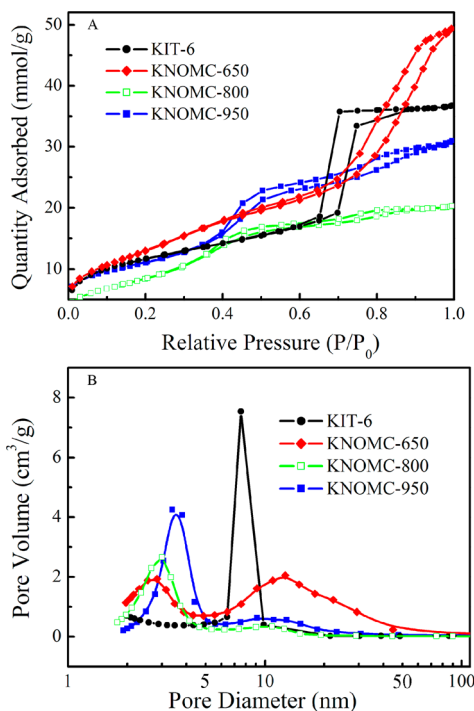 A
KIT-6
KNOMC-650
KNOMC-800
KNOMC-950
Quantity Adsorbed (mmol/g)
50
40
30
20
10
0.0 0.2 0.4 0.6 0.8 1.0
Relative Pressure (P/P0)
B
KIT-6
KNOMC-650
KNOMC-800
KNOMC-950
Pore Volume (cm3/g)
8
6
4
2
0
1 5 10 50 100
Pore Diameter (nm)